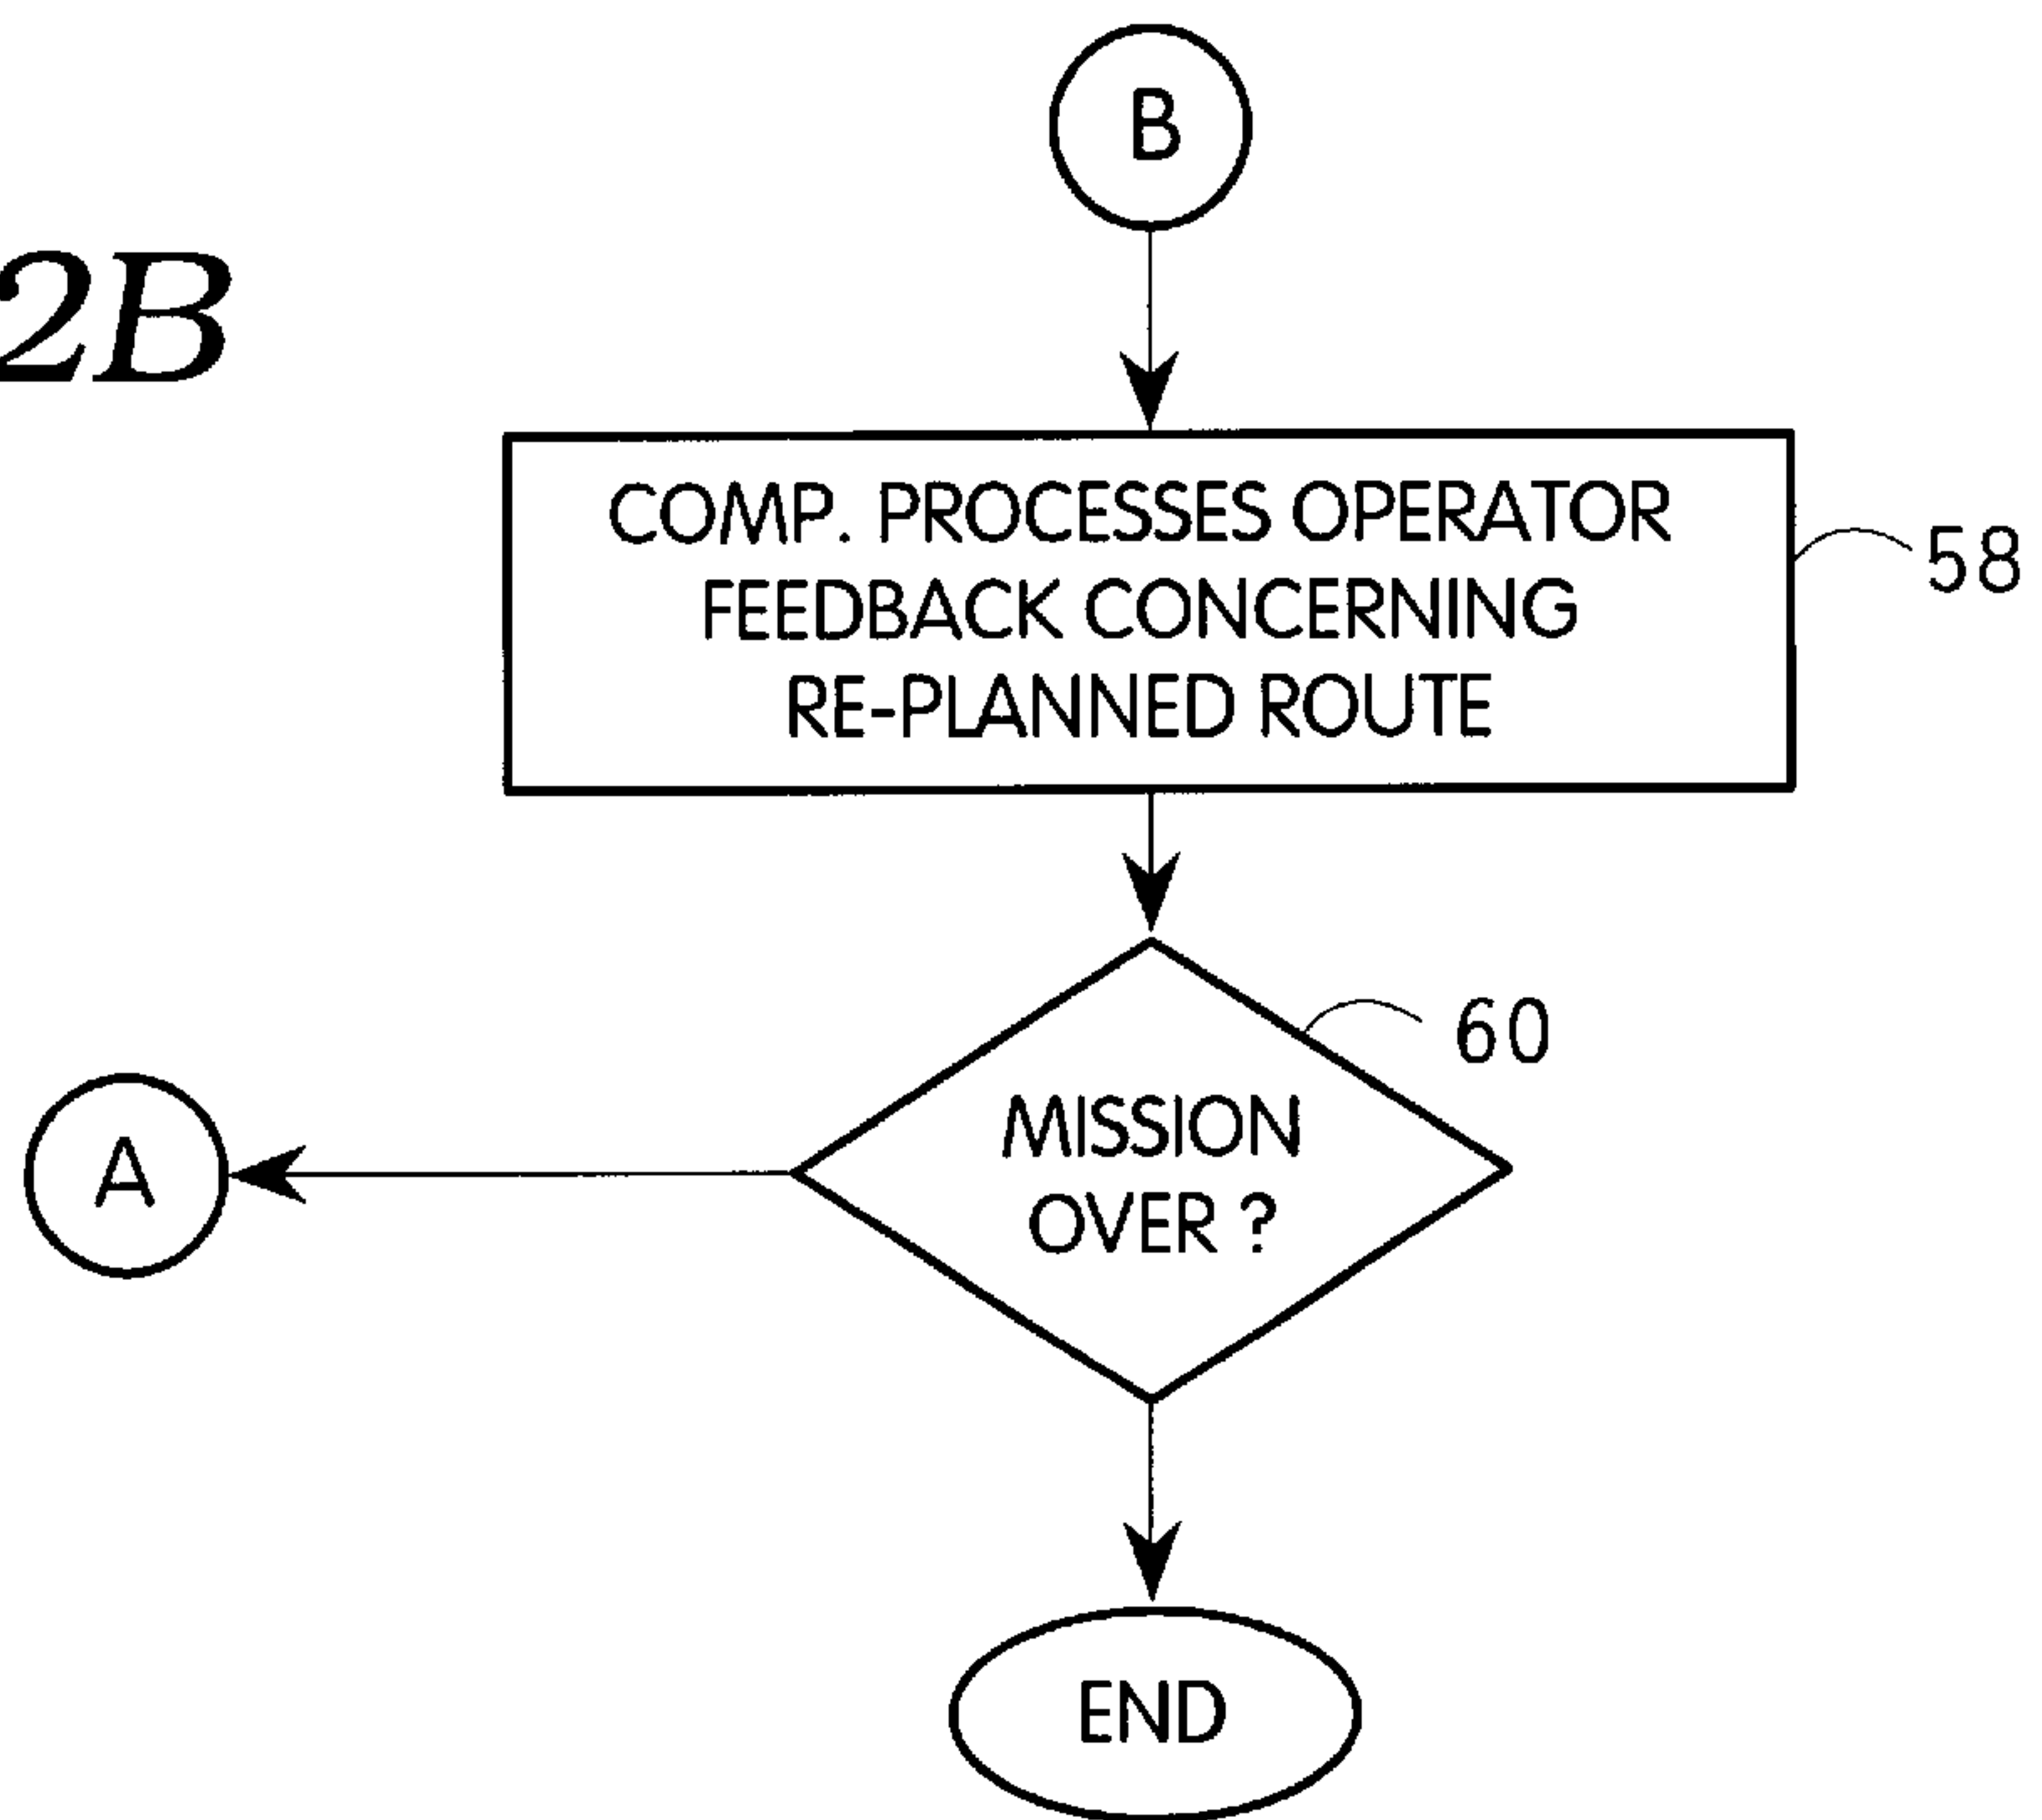 B
2B
COMP. PROCESSES OPERATOR
FEEDBACK CONCERNING
RE-PLANNED ROUTE
58
60
MISSION
OVER ?
A
END